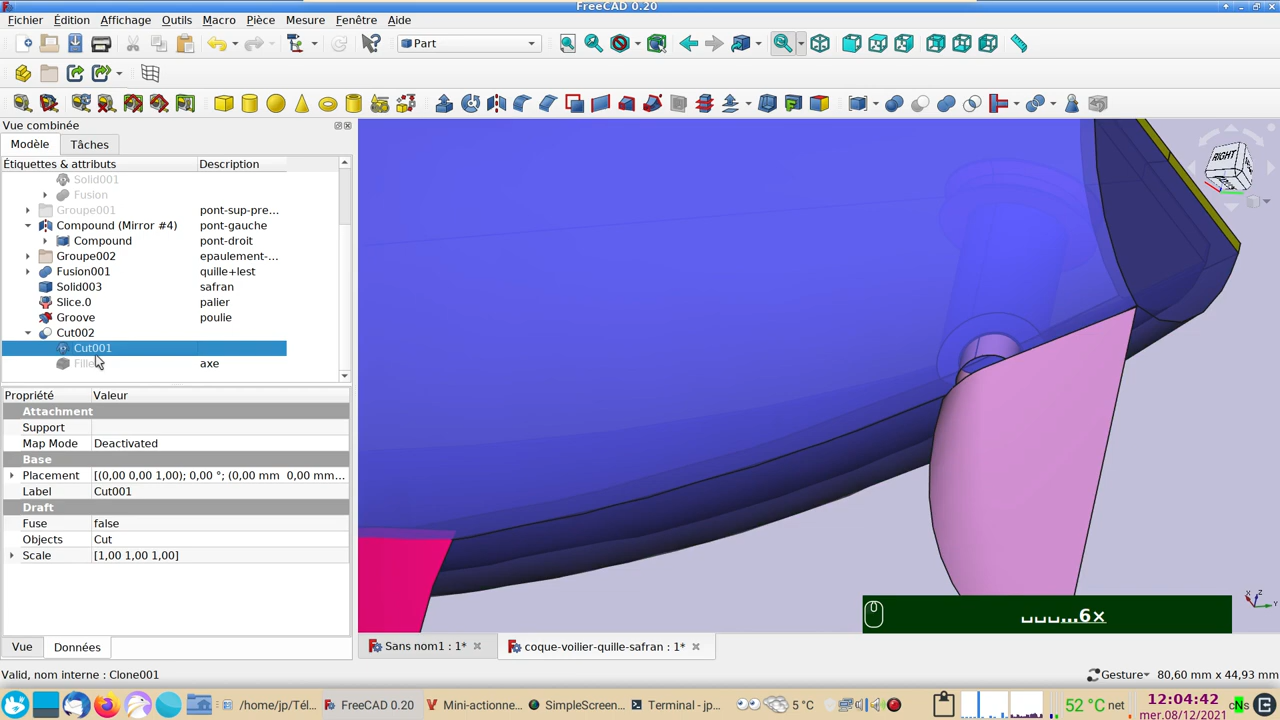 FreeCAD 0.20
Fichier Édition Affichage Outils Macro Pièce Mesure Fenêtre Aide
Part
Vue combinée
Modèle Tâches
Étiquettes & attributs Description
Solid001
Fusion
Groupe001 pont-sup-pre...
Compound (Mirror #4) pont-gauche
Compound pont-droit
Groupe002 epaulement-...
Fusion001 quille+lest
Solid003 safran
Slice.0 palier
Groove poulie
Cut002
Cut001
axe
Propriété Valeur
Attachment
Support
Map Mode Deactivated
Base
Placement [(0,00 0,00 1,00); 0,00 °; (0,00 mm 0,00 mm...
Label Cut001
Draft
Fuse false
Objects Cut
Scale [1,00 1,00 1,00]
Vue Données
RIGHT
␣␣␣...6×
Sans nom1 : 1* coque-voilier-quille-safran : 1*
Valid, nom interne : Clone001
Gesture 80,60 mm x 44,93 mm
Home/jp/Tél... FreeCAD 0.20 Mini-actionne... SimpleScreen... Terminal - jp... 5 °C 52 °C net 12:04:42
mer.08/12/2021